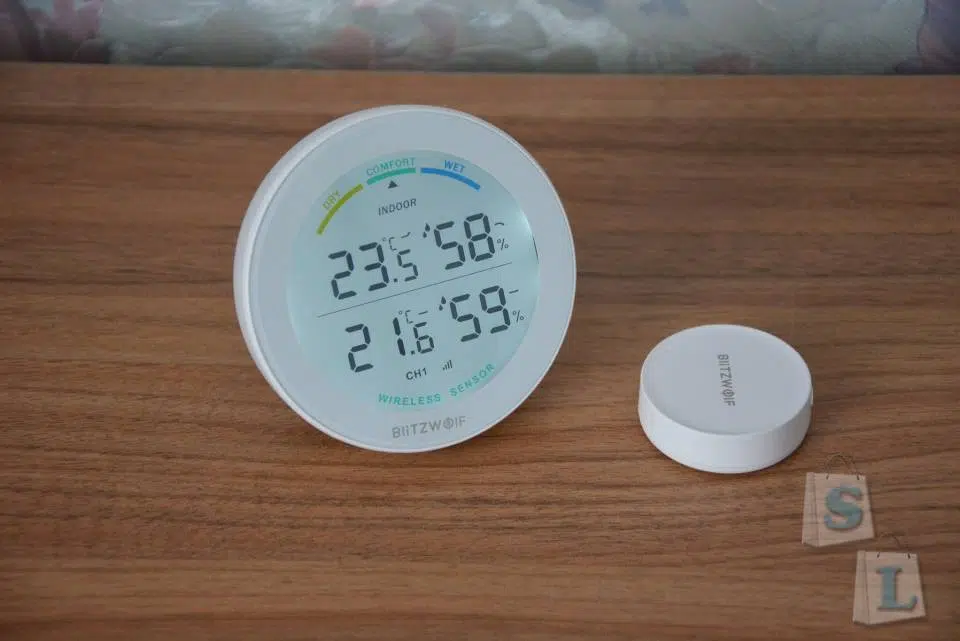 DRY COMFORT WET
INDOOR
23.5 °C 58 %
21.6 °C 59 %
CH1
WIRELESS SENSOR
BliTZWOlF
BliTZWOlF
S
L